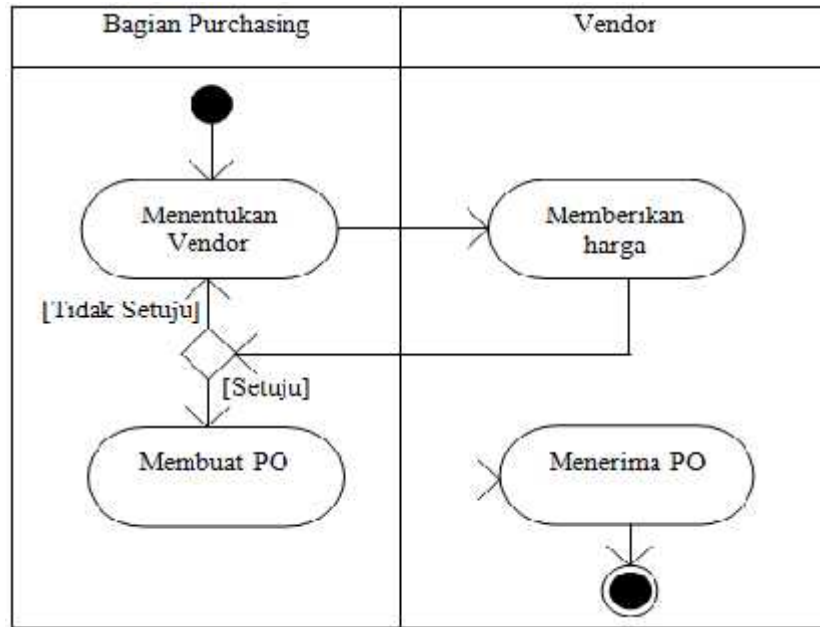 Bagian Purchasing
Vendor
Menentukan
Vendor
Memberikan
harga
[Tidak Setuju]
[Setuju]
Membuat PO
Menerima PO